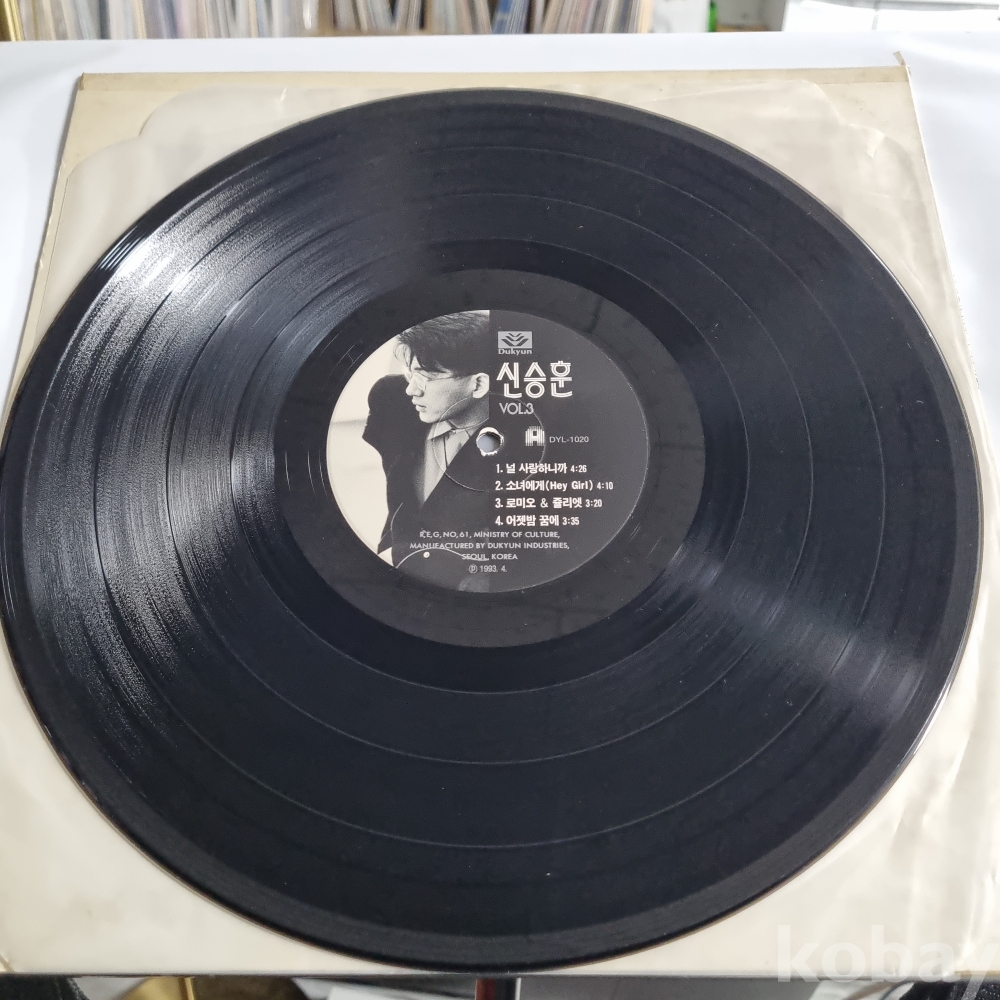 Dukyun
신승훈
VOL.3
A DYL-1020
1. 널 사랑하니까 4:26
2. 소녀에게(Hey Girl) 4:10
3. 로미오 & 쥴리엣 3:20
4. 어젯밤 꿈에 3:35
R,E,G, NO,61, MINISTRY OF CULTURE,
MANUFACTURED BY DUKYUN INDUSTRIES,
SEOUL, KOREA
℗ 1993. 4.
kobay